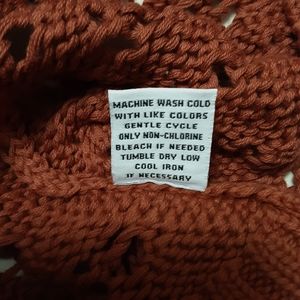 MACHINE WASH COLD
WITH LIKE COLORS
GENTLE CYCLE
ONLY NON-CHLORINE
BLEACH IF NEEDED
TUMBLE DRY LOW
COOL IRON
IF NECESSARY